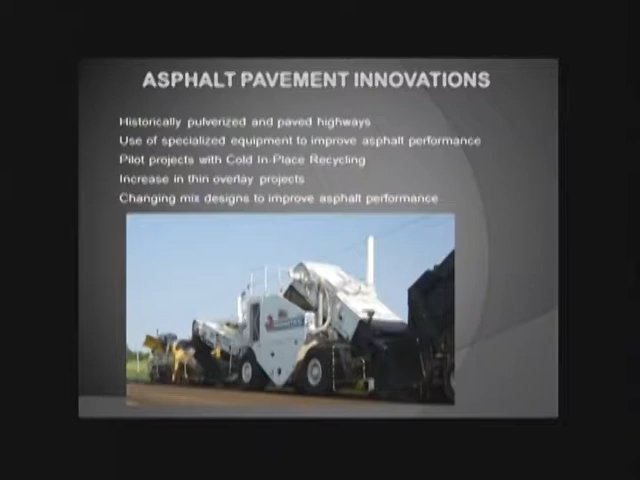 ASPHALT PAVEMENT INNOVATIONS
Historically pulverized and paved highways
Use of specialized equipment to improve asphalt performance
Pilot projects with Cold In-Place Recycling
Increase in thin overlay projects
Changing mix designs to improve asphalt performance